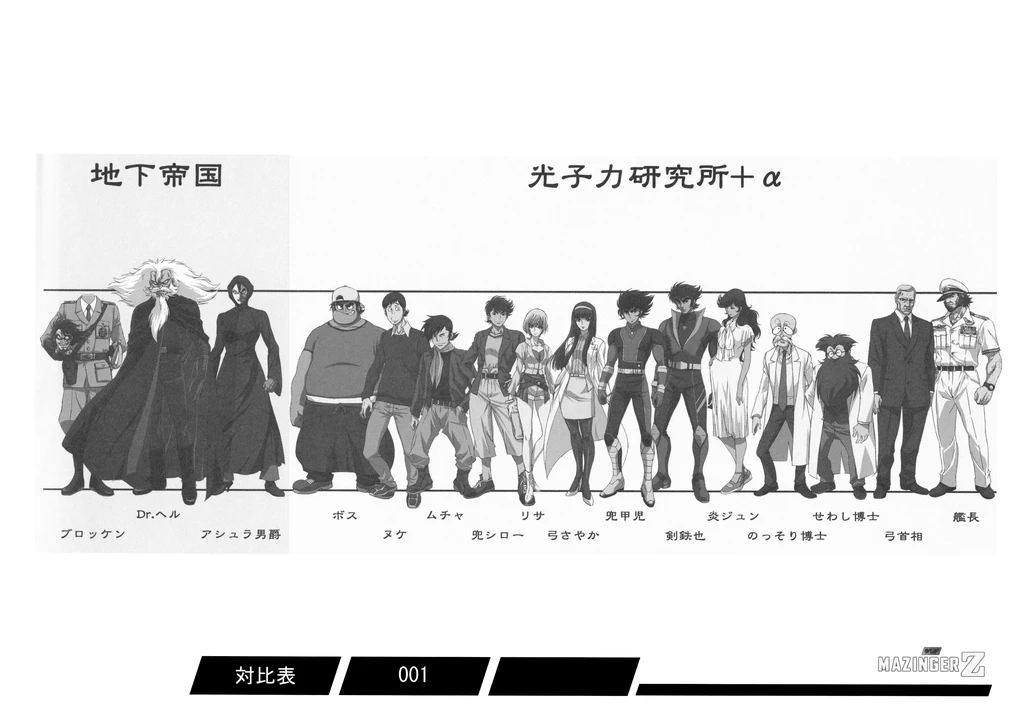 地下帝国
光子力研究所+α
Dr.ヘル
ボス
ムチャ
リサ
兜甲児
炎ジュン
せわし博士
艦長
ブロッケン
アシュラ男爵
ヌケ
兜シロー
弓さやか
剣鉄也
のっそり博士
弓首相
対比表
001
MAZINGER Z